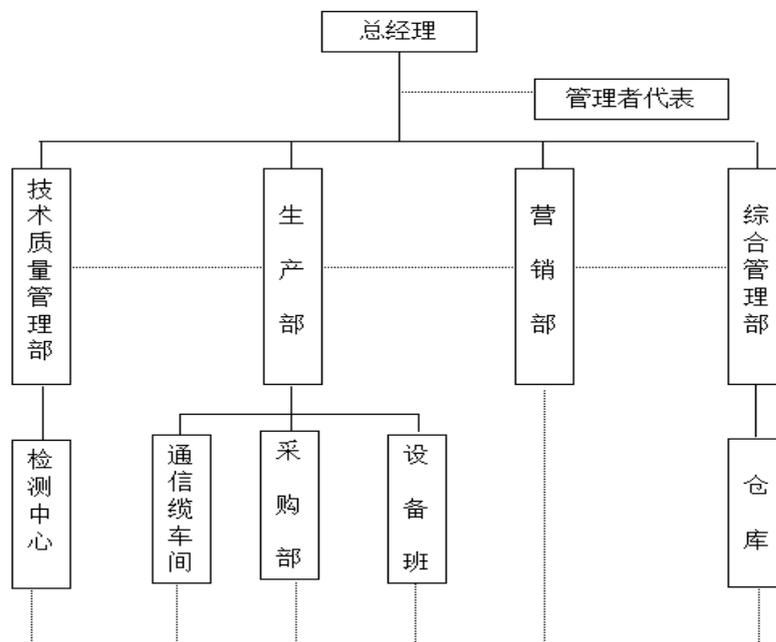 总经理
管理者代表
技术质量管理部
生产部
营销部
综合管理部
检测中心
通信缆车间
采购部
设备班
仓库